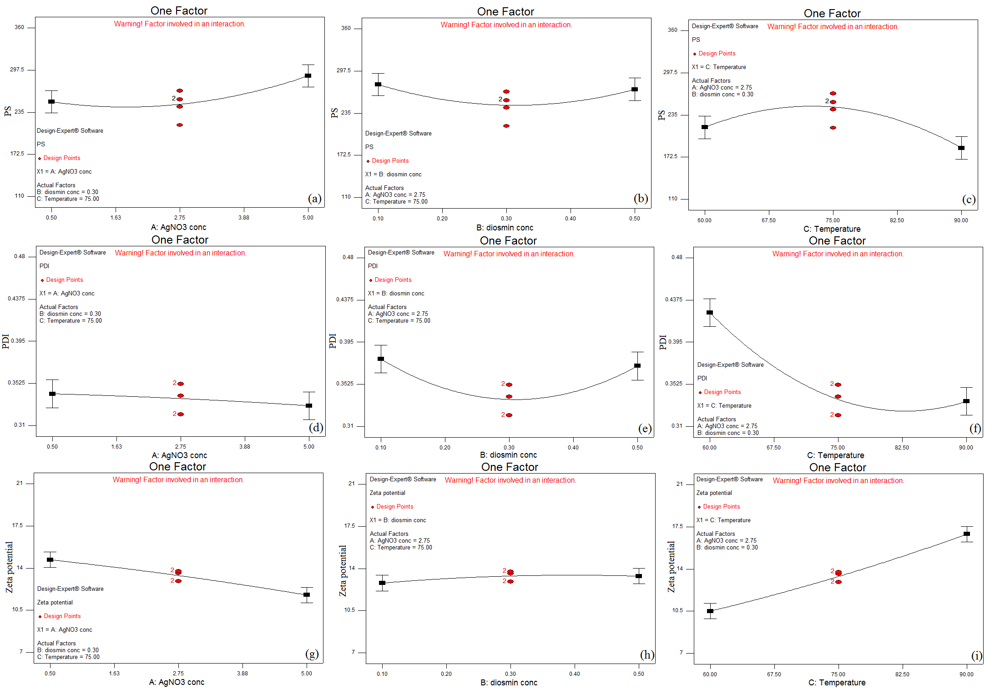 One Factor
Warning! Factor involved in an interaction.
360
297.5
235
172.5
110
PS
2
Design-Expert® Software
PS
Design Points
X1 = A: AgNO3 conc
Actual Factors
B: diosmin conc = 0.30
C: Temperature = 75.00
(a)
0.50
1.63
2.75
3.88
5.00
A: AgNO3 conc
One Factor
Warning! Factor involved in an interaction.
360
297.5
235
172.5
110
PS
2
Design-Expert® Software
PS
Design Points
X1 = B: diosmin conc
Actual Factors
A: AgNO3 conc = 2.75
C: Temperature = 75.00
(b)
0.10
0.20
0.30
0.40
0.50
B: diosmin conc
One Factor
Warning! Factor involved in an interaction.
Design-Expert® Software
PS
Design Points
X1 = C: Temperature
Actual Factors
A: AgNO3 conc = 2.75
B: diosmin conc = 0.30
360
297.5
235
172.5
110
PS
2
(c)
60.00
67.50
75.00
82.50
90.00
C: Temperature
One Factor
Warning! Factor involved in an interaction.
Design-Expert® Software
PDI
Design Points
X1 = A: AgNO3 conc
Actual Factors
B: diosmin conc = 0.30
C: Temperature = 75.00
0.48
0.4375
0.395
0.3525
0.31
PDI
2
2
(d)
0.50
1.63
2.75
3.88
5.00
A: AgNO3 conc
One Factor
Warning! Factor involved in an interaction.
Design-Expert® Software
PDI
Design Points
X1 = B: diosmin conc
Actual Factors
A: AgNO3 conc = 2.75
C: Temperature = 75.00
0.48
0.4375
0.395
0.3525
0.31
PDI
2
2
(e)
0.10
0.20
0.30
0.40
0.50
B: diosmin conc
One Factor
Warning! Factor involved in an interaction.
0.48
0.4375
0.395
0.3525
0.31
PDI
Design-Expert® Software
PDI
Design Points
X1 = C: Temperature
Actual Factors
A: AgNO3 conc = 2.75
B: diosmin conc = 0.30
2
2
(f)
60.00
67.50
75.00
82.50
90.00
C: Temperature
One Factor
Warning! Factor involved in an interaction.
21
17.5
14
10.5
7
Zeta potential
2
2
Design-Expert® Software
Zeta potential
Design Points
X1 = A: AgNO3 conc
Actual Factors
B: diosmin conc = 0.30
C: Temperature = 75.00
(g)
0.50
1.63
2.75
3.88
5.00
A: AgNO3 conc
One Factor
Warning! Factor involved in an interaction.
Design-Expert® Software
Zeta potential
Design Points
X1 = B: diosmin conc
Actual Factors
A: AgNO3 conc = 2.75
C: Temperature = 75.00
21
17.5
14
10.5
7
Zeta potential
2
2
(h)
0.10
0.20
0.30
0.40
0.50
B: diosmin conc
One Factor
Warning! Factor involved in an interaction.
Design-Expert® Software
Zeta potential
Design Points
X1 = C: Temperature
Actual Factors
A: AgNO3 conc = 2.75
B: diosmin conc = 0.30
21
17.5
14
10.5
7
Zeta potential
2
2
(i)
60.00
67.50
75.00
82.50
90.00
C: Temperature